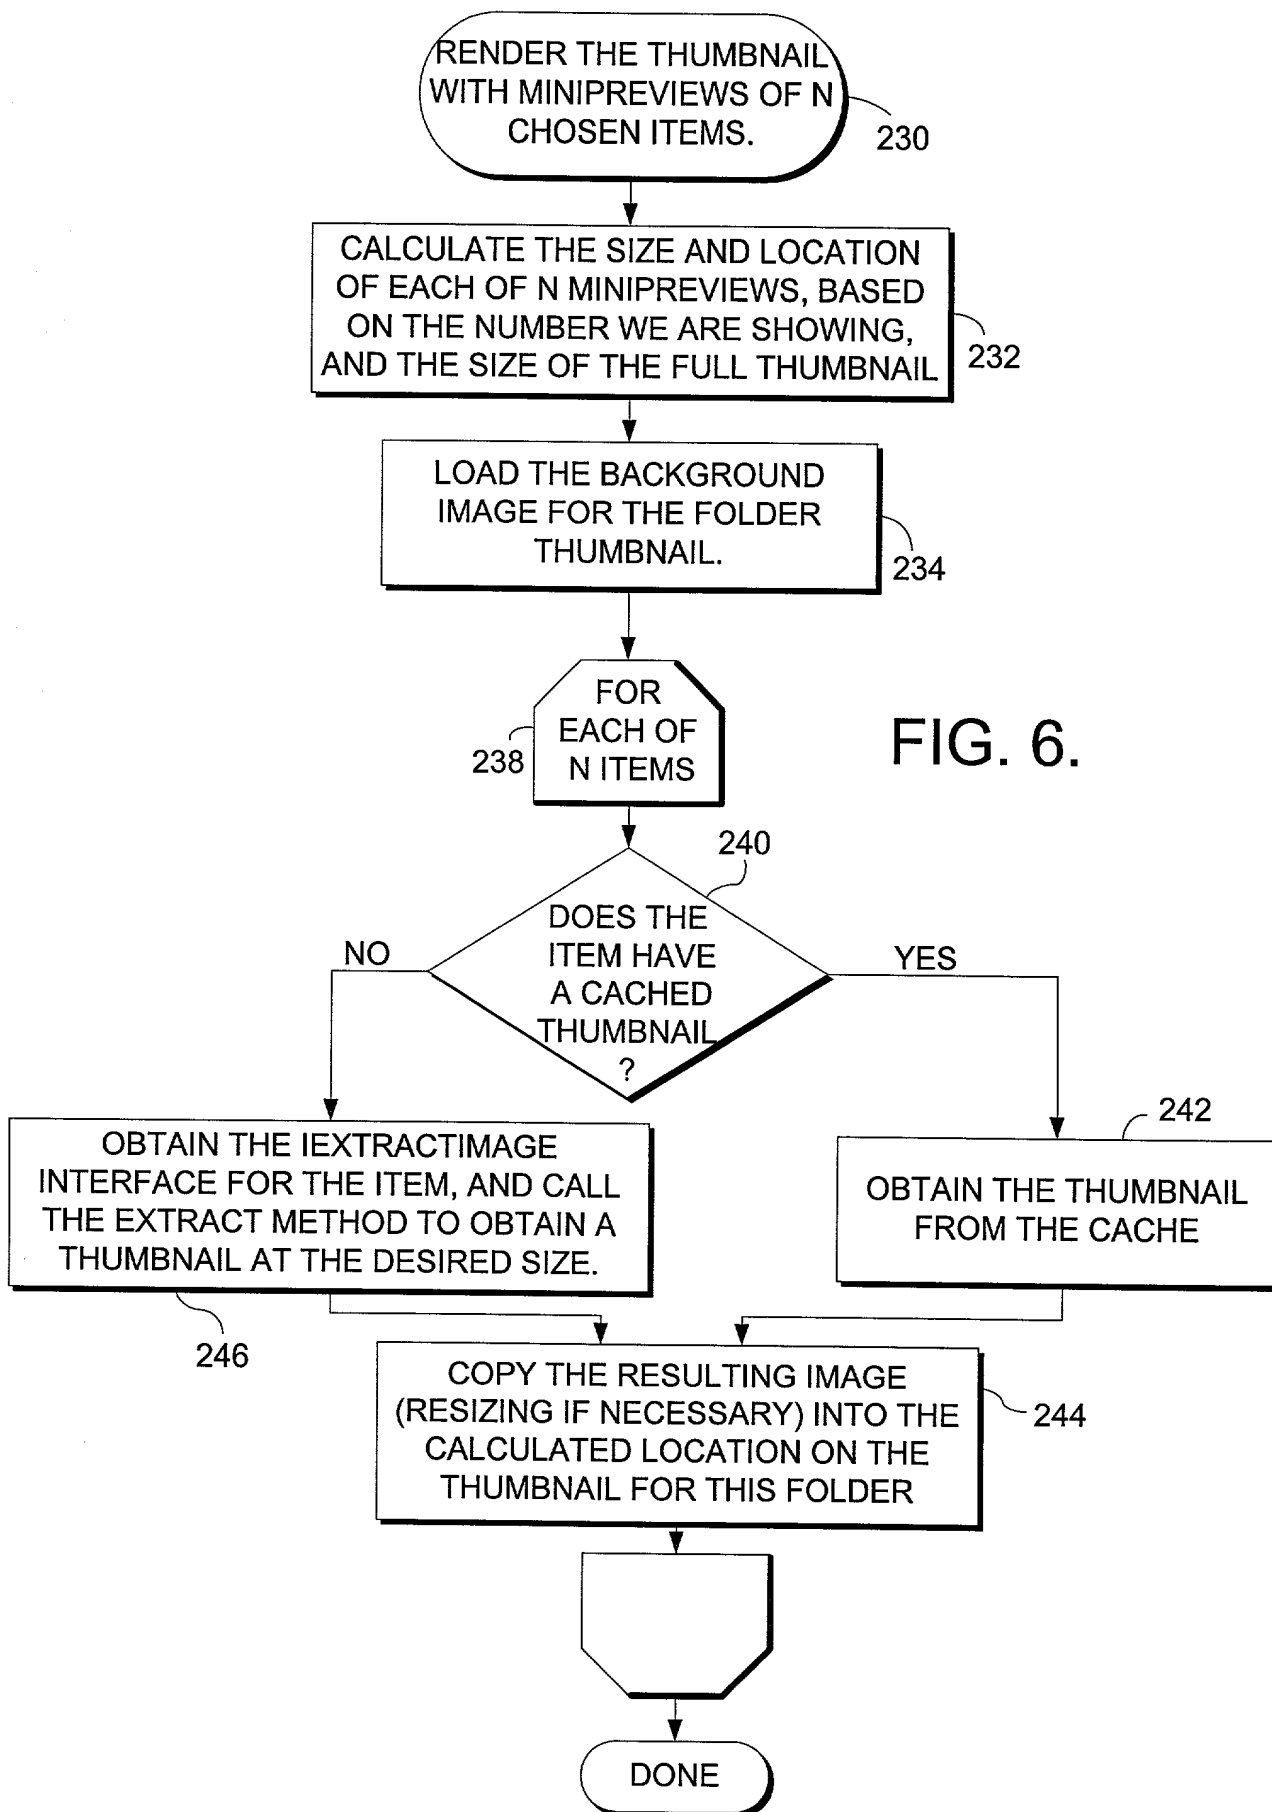 RENDER THE THUMBNAIL
WITH MINIPREVIEWS OF N
CHOSEN ITEMS.
230
CALCULATE THE SIZE AND LOCATION
OF EACH OF N MINIPREVIEWS, BASED
ON THE NUMBER WE ARE SHOWING,
AND THE SIZE OF THE FULL THUMBNAIL
232
LOAD THE BACKGROUND
IMAGE FOR THE FOLDER
THUMBNAIL.
234
FOR
EACH OF
N ITEMS
238
FIG. 6.
240
DOES THE
ITEM HAVE
A CACHED
THUMBNAIL
?
NO
YES
OBTAIN THE IEXTRACTIMAGE
INTERFACE FOR THE ITEM, AND CALL
THE EXTRACT METHOD TO OBTAIN A
THUMBNAIL AT THE DESIRED SIZE.
246
242
OBTAIN THE THUMBNAIL
FROM THE CACHE
COPY THE RESULTING IMAGE
(RESIZING IF NECESSARY) INTO THE
CALCULATED LOCATION ON THE
THUMBNAIL FOR THIS FOLDER
244
DONE